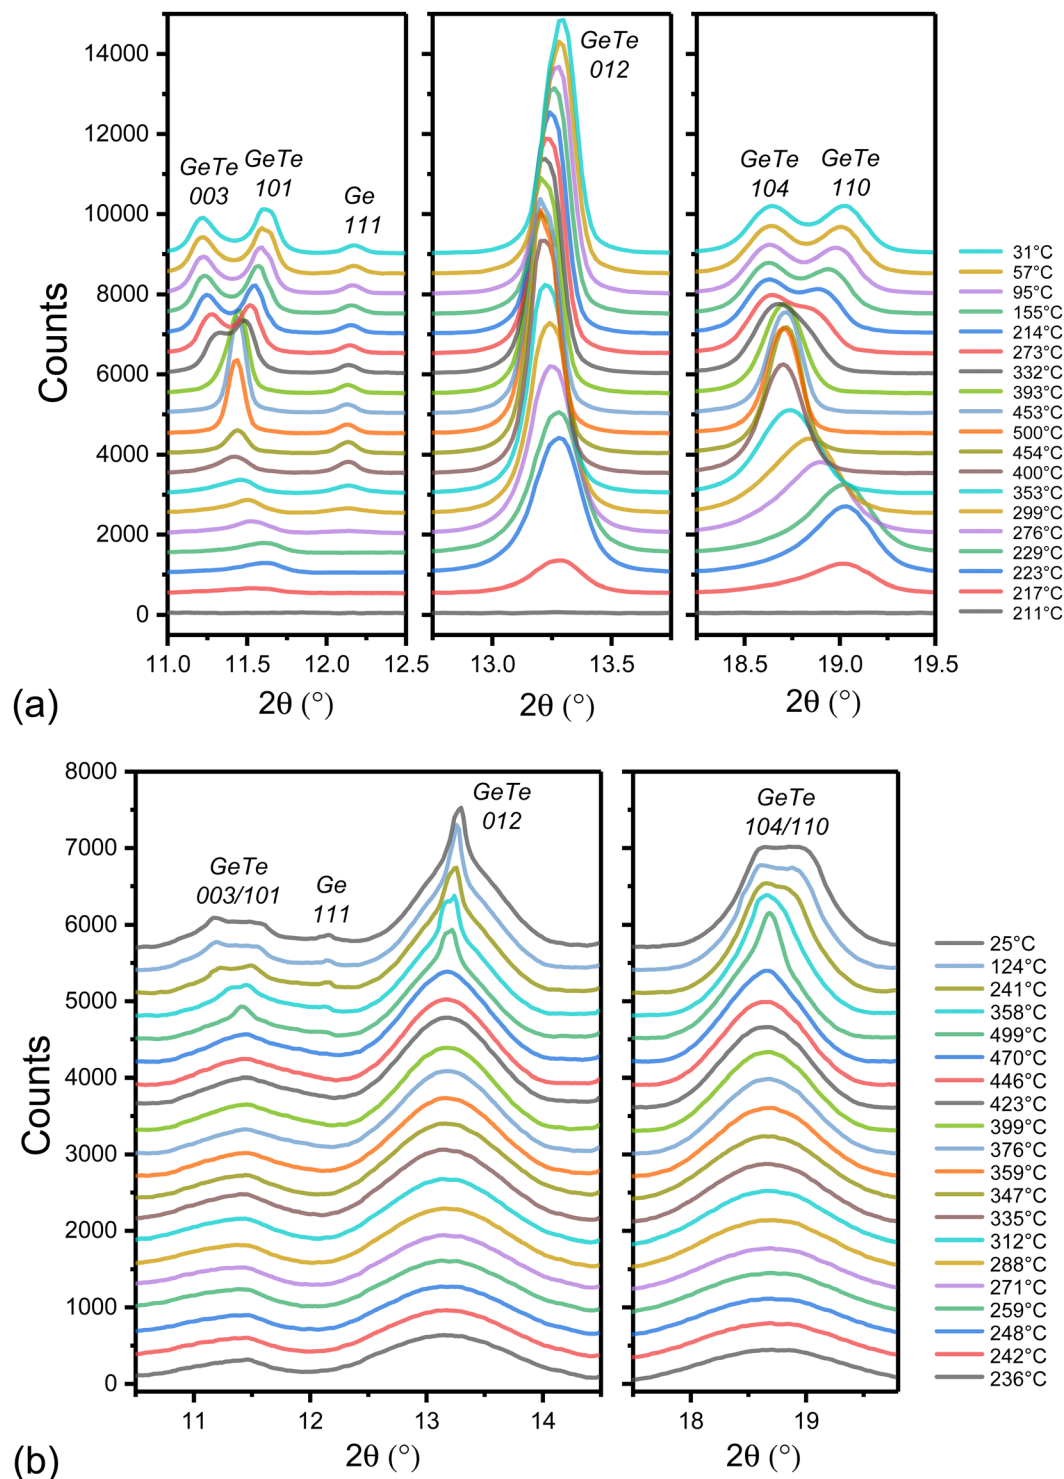 14000
12000
10000
8000
6000
4000
2000
0
Counts
GeTe
003
GeTe
101
Ge
111
GeTe
012
GeTe
104
GeTe
110
31°C
57°C
95°C
155°C
214°C
273°C
332°C
393°C
453°C
500°C
454°C
400°C
353°C
299°C
276°C
229°C
223°C
217°C
211°C
11.0 11.5 12.0 12.5
13.0 13.5
18.5 19.0 19.5
2θ (°)
2θ (°)
2θ (°)
(a)
8000
7000
6000
5000
4000
3000
2000
1000
0
Counts
GeTe
003/101
Ge
111
GeTe
012
GeTe
104/110
25°C
124°C
241°C
358°C
499°C
470°C
446°C
423°C
399°C
376°C
359°C
347°C
335°C
312°C
288°C
271°C
259°C
248°C
242°C
236°C
11 12 13 14
18 19
2θ (°)
2θ (°)
(b)